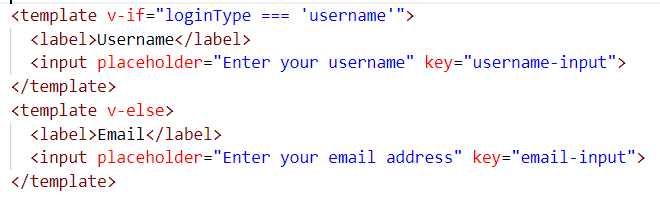 <template v-if="loginType === 'username'">
  <label>Username</label>
  <input placeholder="Enter your username" key="username-input">
</template>
<template v-else>
  <label>Email</label>
  <input placeholder="Enter your email address" key="email-input">
</template>